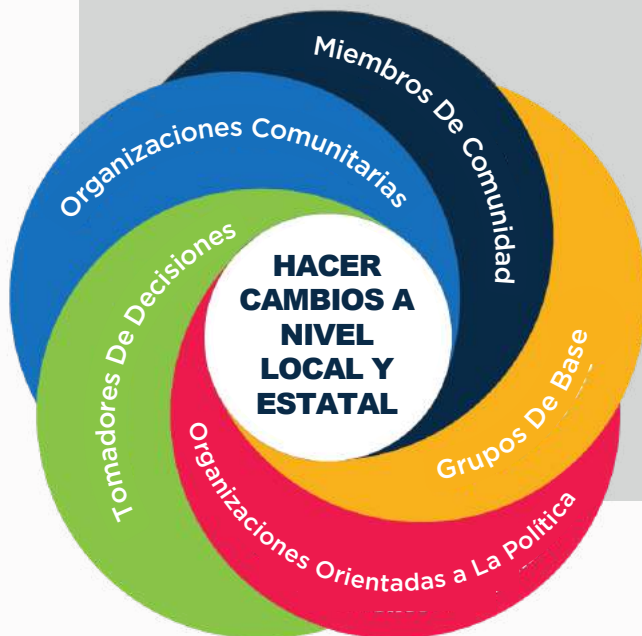 Miembros De Comunidad
Organizaciones Comunitarias
Tomadores De Decisiones
HACER
CAMBIOS A
NIVEL
LOCAL Y
ESTATAL
Grupos De Base
Organizaciones Orientadas a La Política